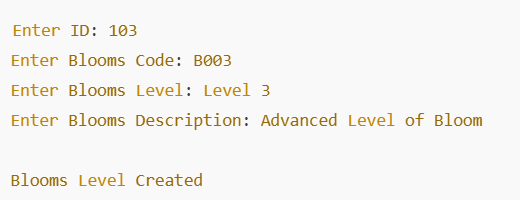 Enter ID: 103
Enter Blooms Code: B003
Enter Blooms Level: Level 3
Enter Blooms Description: Advanced Level of Bloom
Blooms Level Created